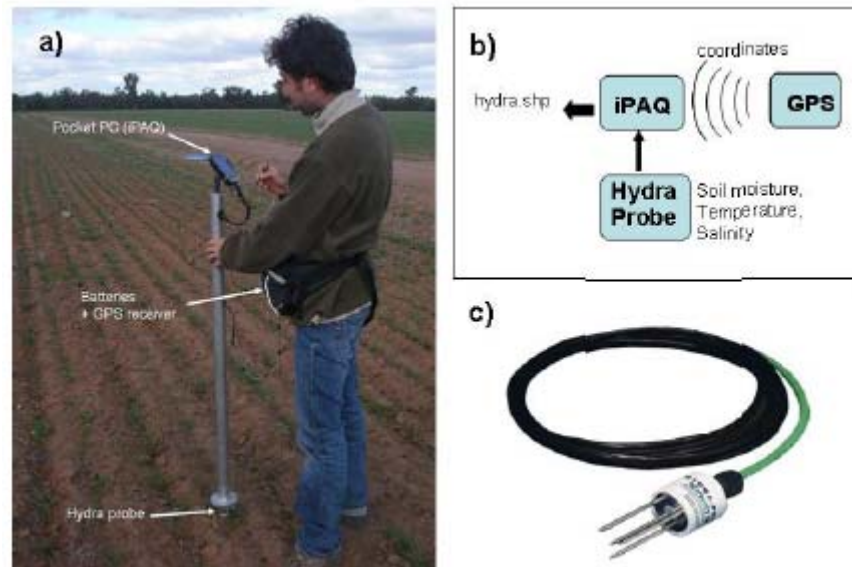 a)
Pocket PC (iPAQ)
Batteries
+ GPS receiver
Hydra probe
b)
coordinates
hydra.shp
iPAQ
GPS
Hydra
Probe
Soil moisture,
Temperature,
Salinity
c)